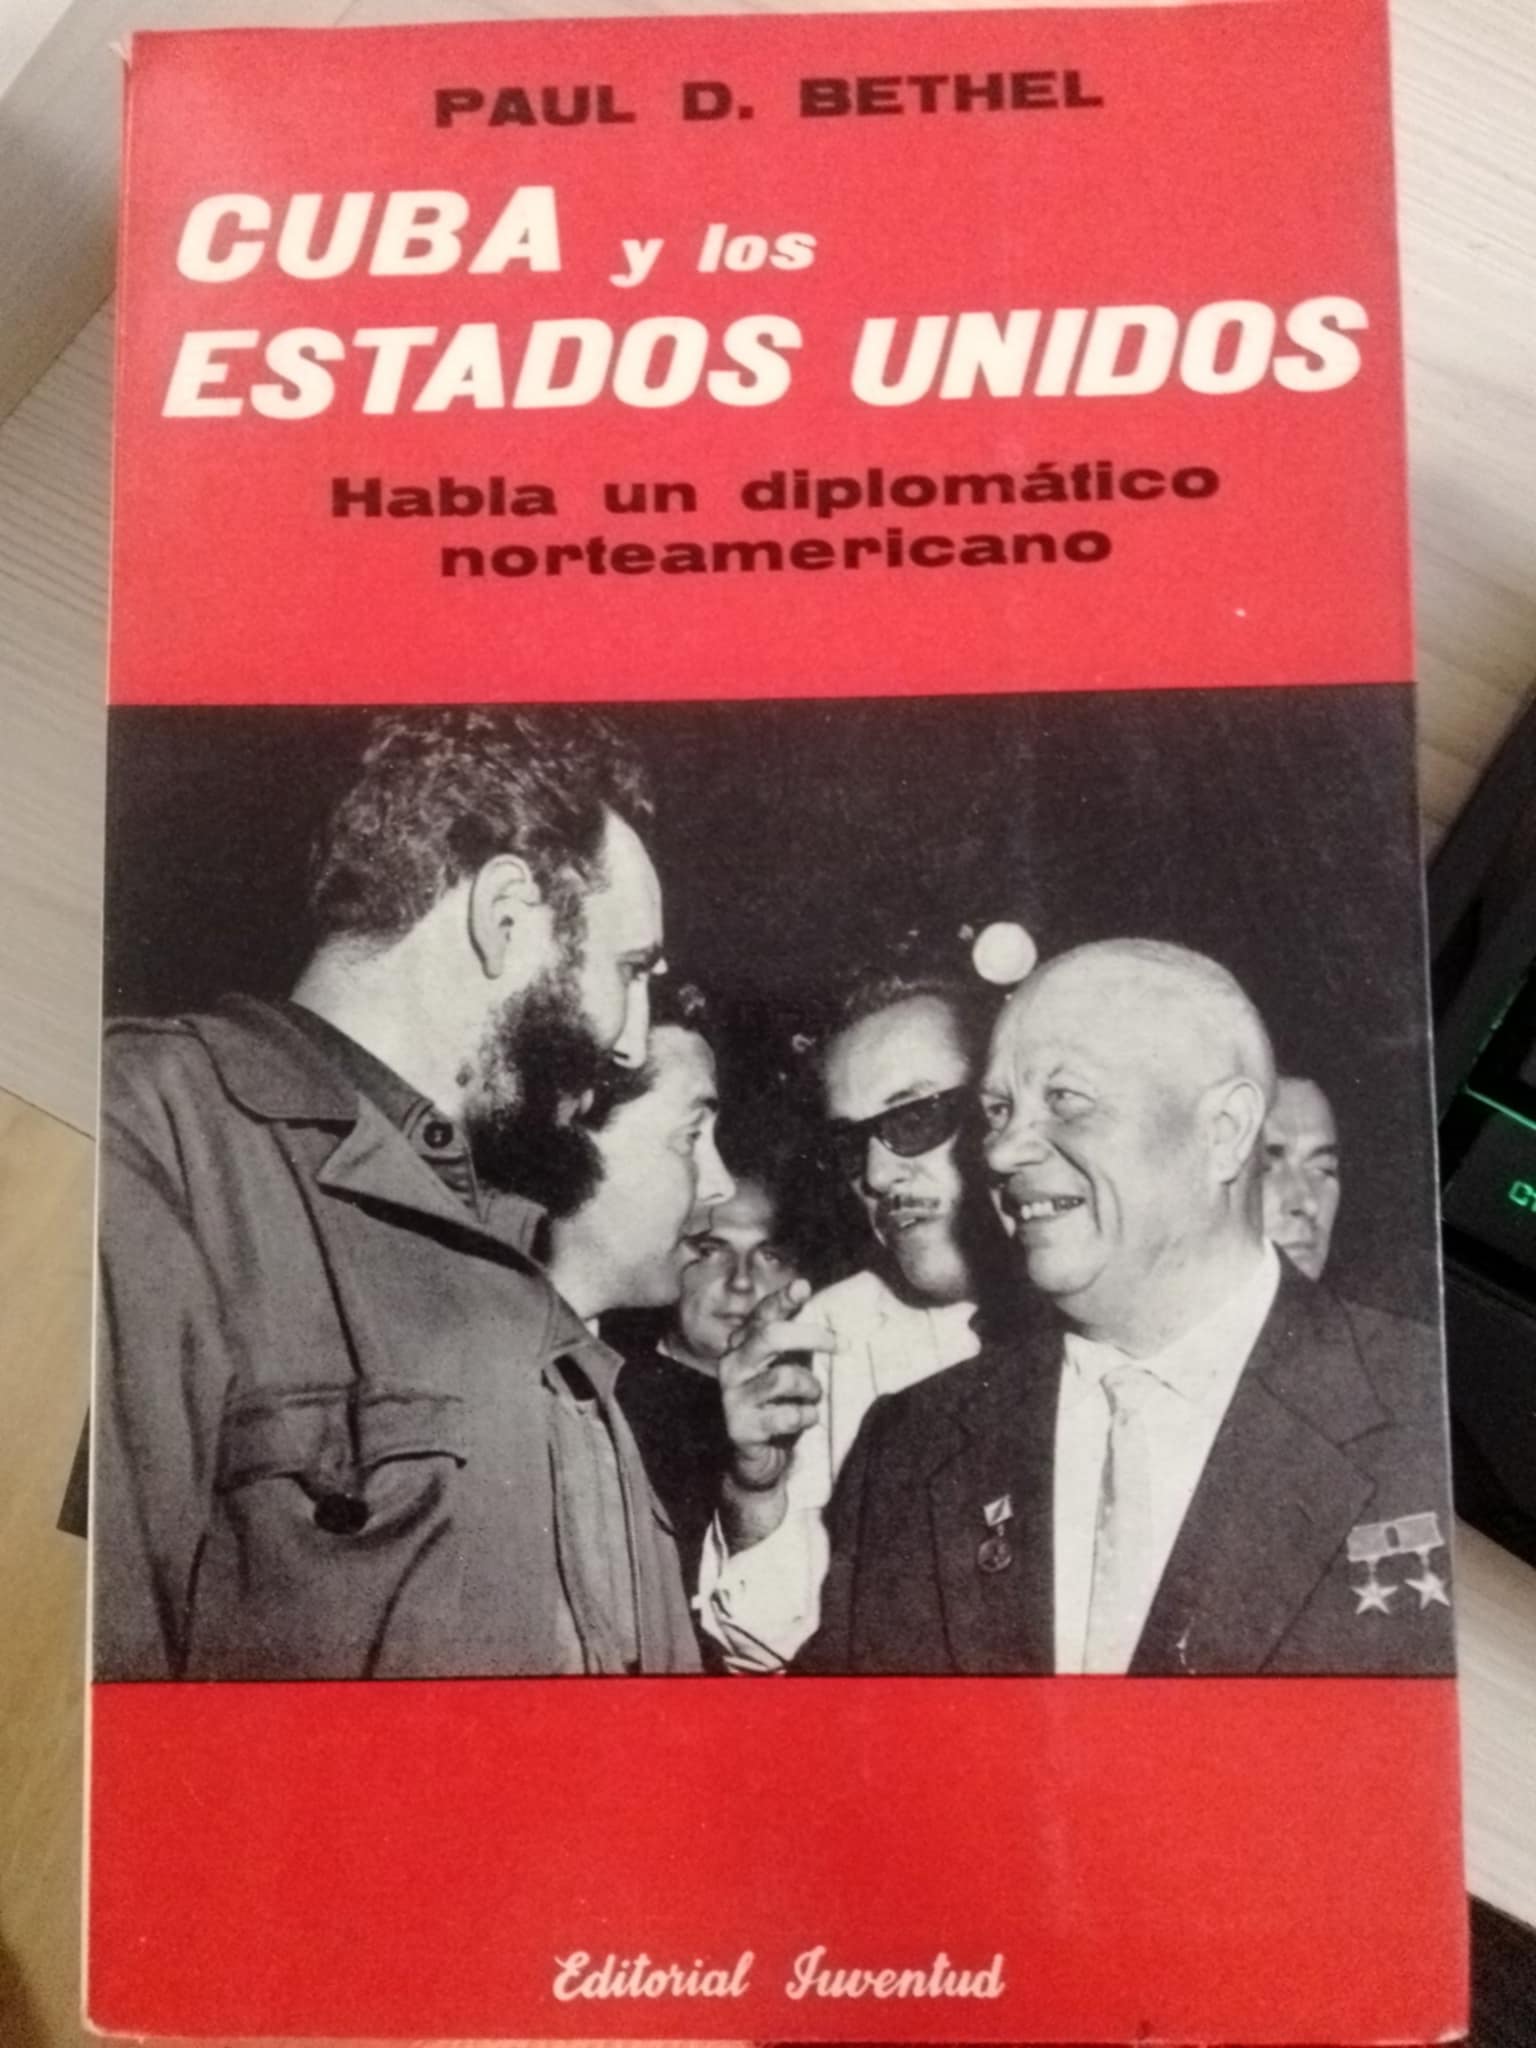 PAUL D. BETHEL
CUBA y los
ESTADOS UNIDOS
Habla un diplomático
norteamericano
Editorial Juventud